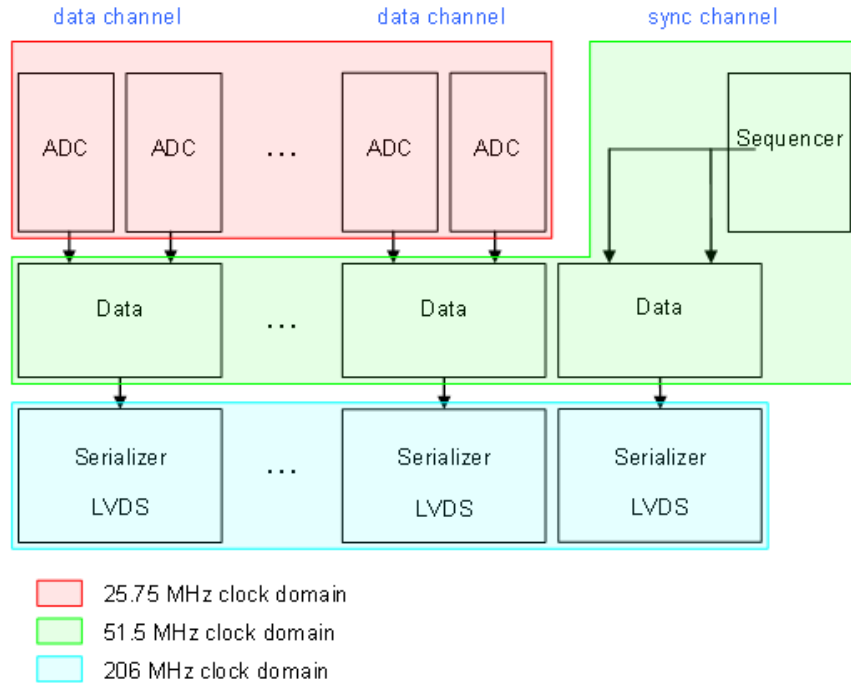 data channel
data channel
sync channel
ADC
ADC
...
ADC
ADC
Sequencer
Data
...
Data
Data
Serializer
LVDS
...
Serializer
LVDS
Serializer
LVDS
25.75 MHz clock domain
51.5 MHz clock domain
206 MHz clock domain